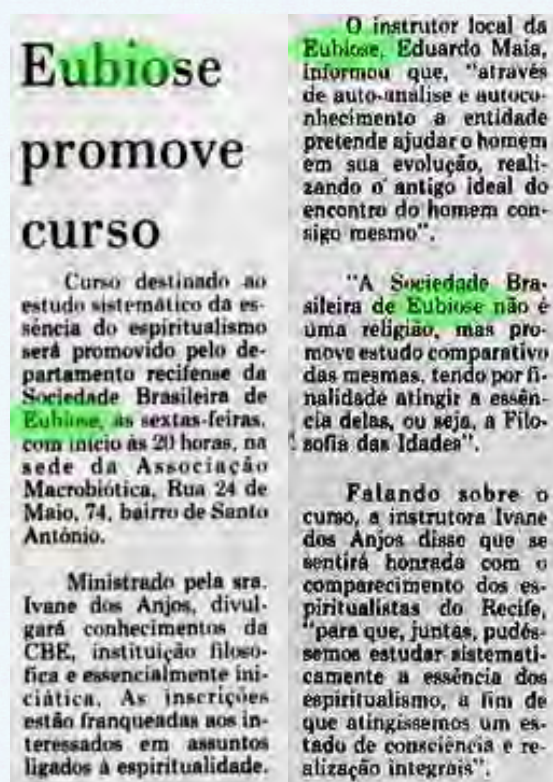 Eubiose
promove
curso
Curso destinado ao
estudo sistemático da es-
sência do espiritualismo
será promovido pelo de-
partamento recifense da
Sociedade Brasileira de
Eubiose, às sextas-feiras,
com início às 20 horas, na
sede da Associação
Macrobiótica, Rua 24 de
Maio, 74, bairro de Santo
Antônio.
Ministrado pela sra.
Ivane dos Anjos, divul-
gará conhecimentos da
CBE, instituição filoso-
fica e essencialmente ini-
ciática. As inscrições
estão franqueadas aos in-
teressados em assuntos
ligados à espiritualidade.
O instrutor local da
Eubiose, Eduardo Maia,
informou que, "através
de auto-analise e autoco-
nhecimento a entidade
pretende ajudar o homem
em sua evolução, reali-
zando o antigo ideal do
encontro do homem con-
sigo mesmo".
"A Sociedade Bra-
sileira de Eubiose não é
uma religião, mas pro-
move estudo comparativo
das mesmas, tendo por fi-
nalidade atingir a essên-
cia delas, ou seja, a Filo-
sofia das Idades".
Falando sobre o
curso, a instrutora Ivane
dos Anjos disse que se
sentirá honrada com o
comparecimento dos es-
piritualistas do Recife,
"para que, juntas, pudés-
semos estudar sistemati-
camente a essência dos
espiritualismo, a fim de
que atingissemos um es-
tado de consciência e re-
alização integrais".